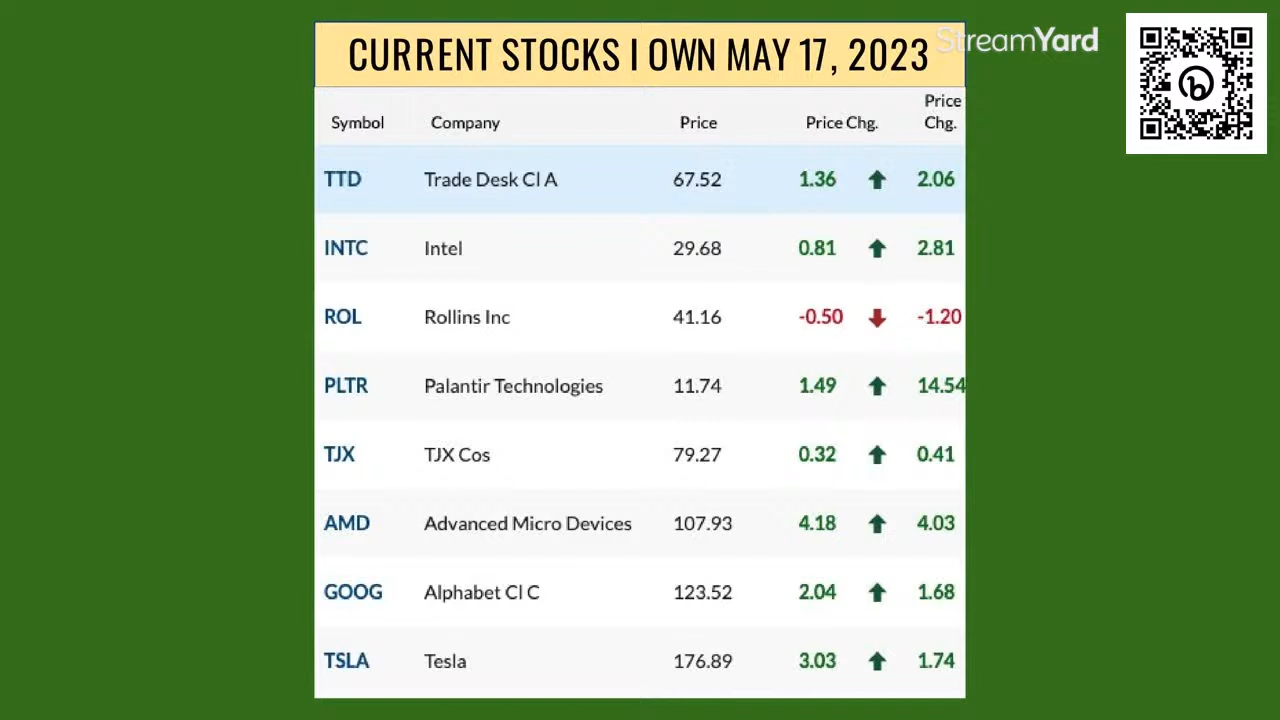 StreamYard
CURRENT STOCKS I OWN MAY 17, 2023
Symbol Company Price Price Chg. Price Chg.
TTD Trade Desk Cl A 67.52 1.36 2.06
INTC Intel 29.68 0.81 2.81
ROL Rollins Inc 41.16 -0.50 -1.20
PLTR Palantir Technologies 11.74 1.49 14.54
TJX TJX Cos 79.27 0.32 0.41
AMD Advanced Micro Devices 107.93 4.18 4.03
GOOG Alphabet Cl C 123.52 2.04 1.68
TSLA Tesla 176.89 3.03 1.74